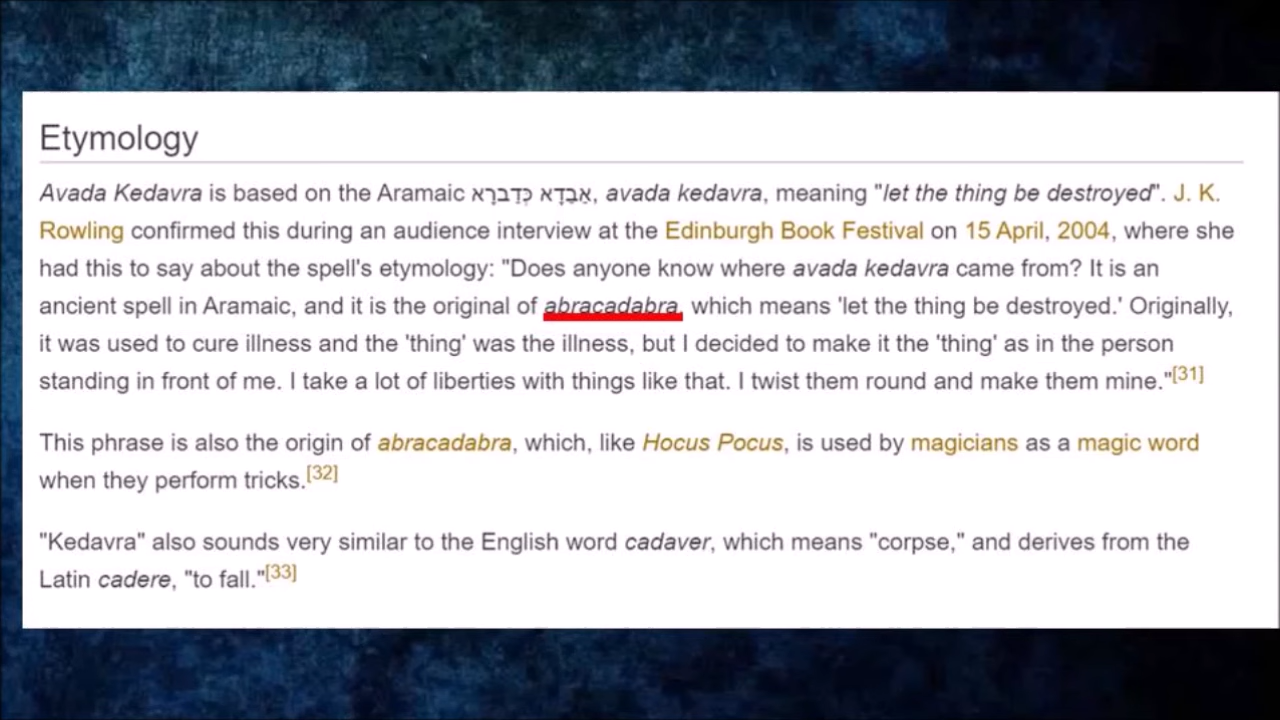 Etymology
Avada Kedavra is based on the Aramaic אַבַדָא כְּדַברָא, avada kedavra, meaning "let the thing be destroyed". J. K.
Rowling confirmed this during an audience interview at the Edinburgh Book Festival on 15 April, 2004, where she
had this to say about the spell's etymology: "Does anyone know where avada kedavra came from? It is an
ancient spell in Aramaic, and it is the original of abracadabra, which means 'let the thing be destroyed.' Originally,
it was used to cure illness and the 'thing' was the illness, but I decided to make it the 'thing' as in the person
standing in front of me. I take a lot of liberties with things like that. I twist them round and make them mine."[31]
This phrase is also the origin of abracadabra, which, like Hocus Pocus, is used by magicians as a magic word
when they perform tricks.[32]
"Kedavra" also sounds very similar to the English word cadaver, which means "corpse," and derives from the
Latin cadere, "to fall."[33]